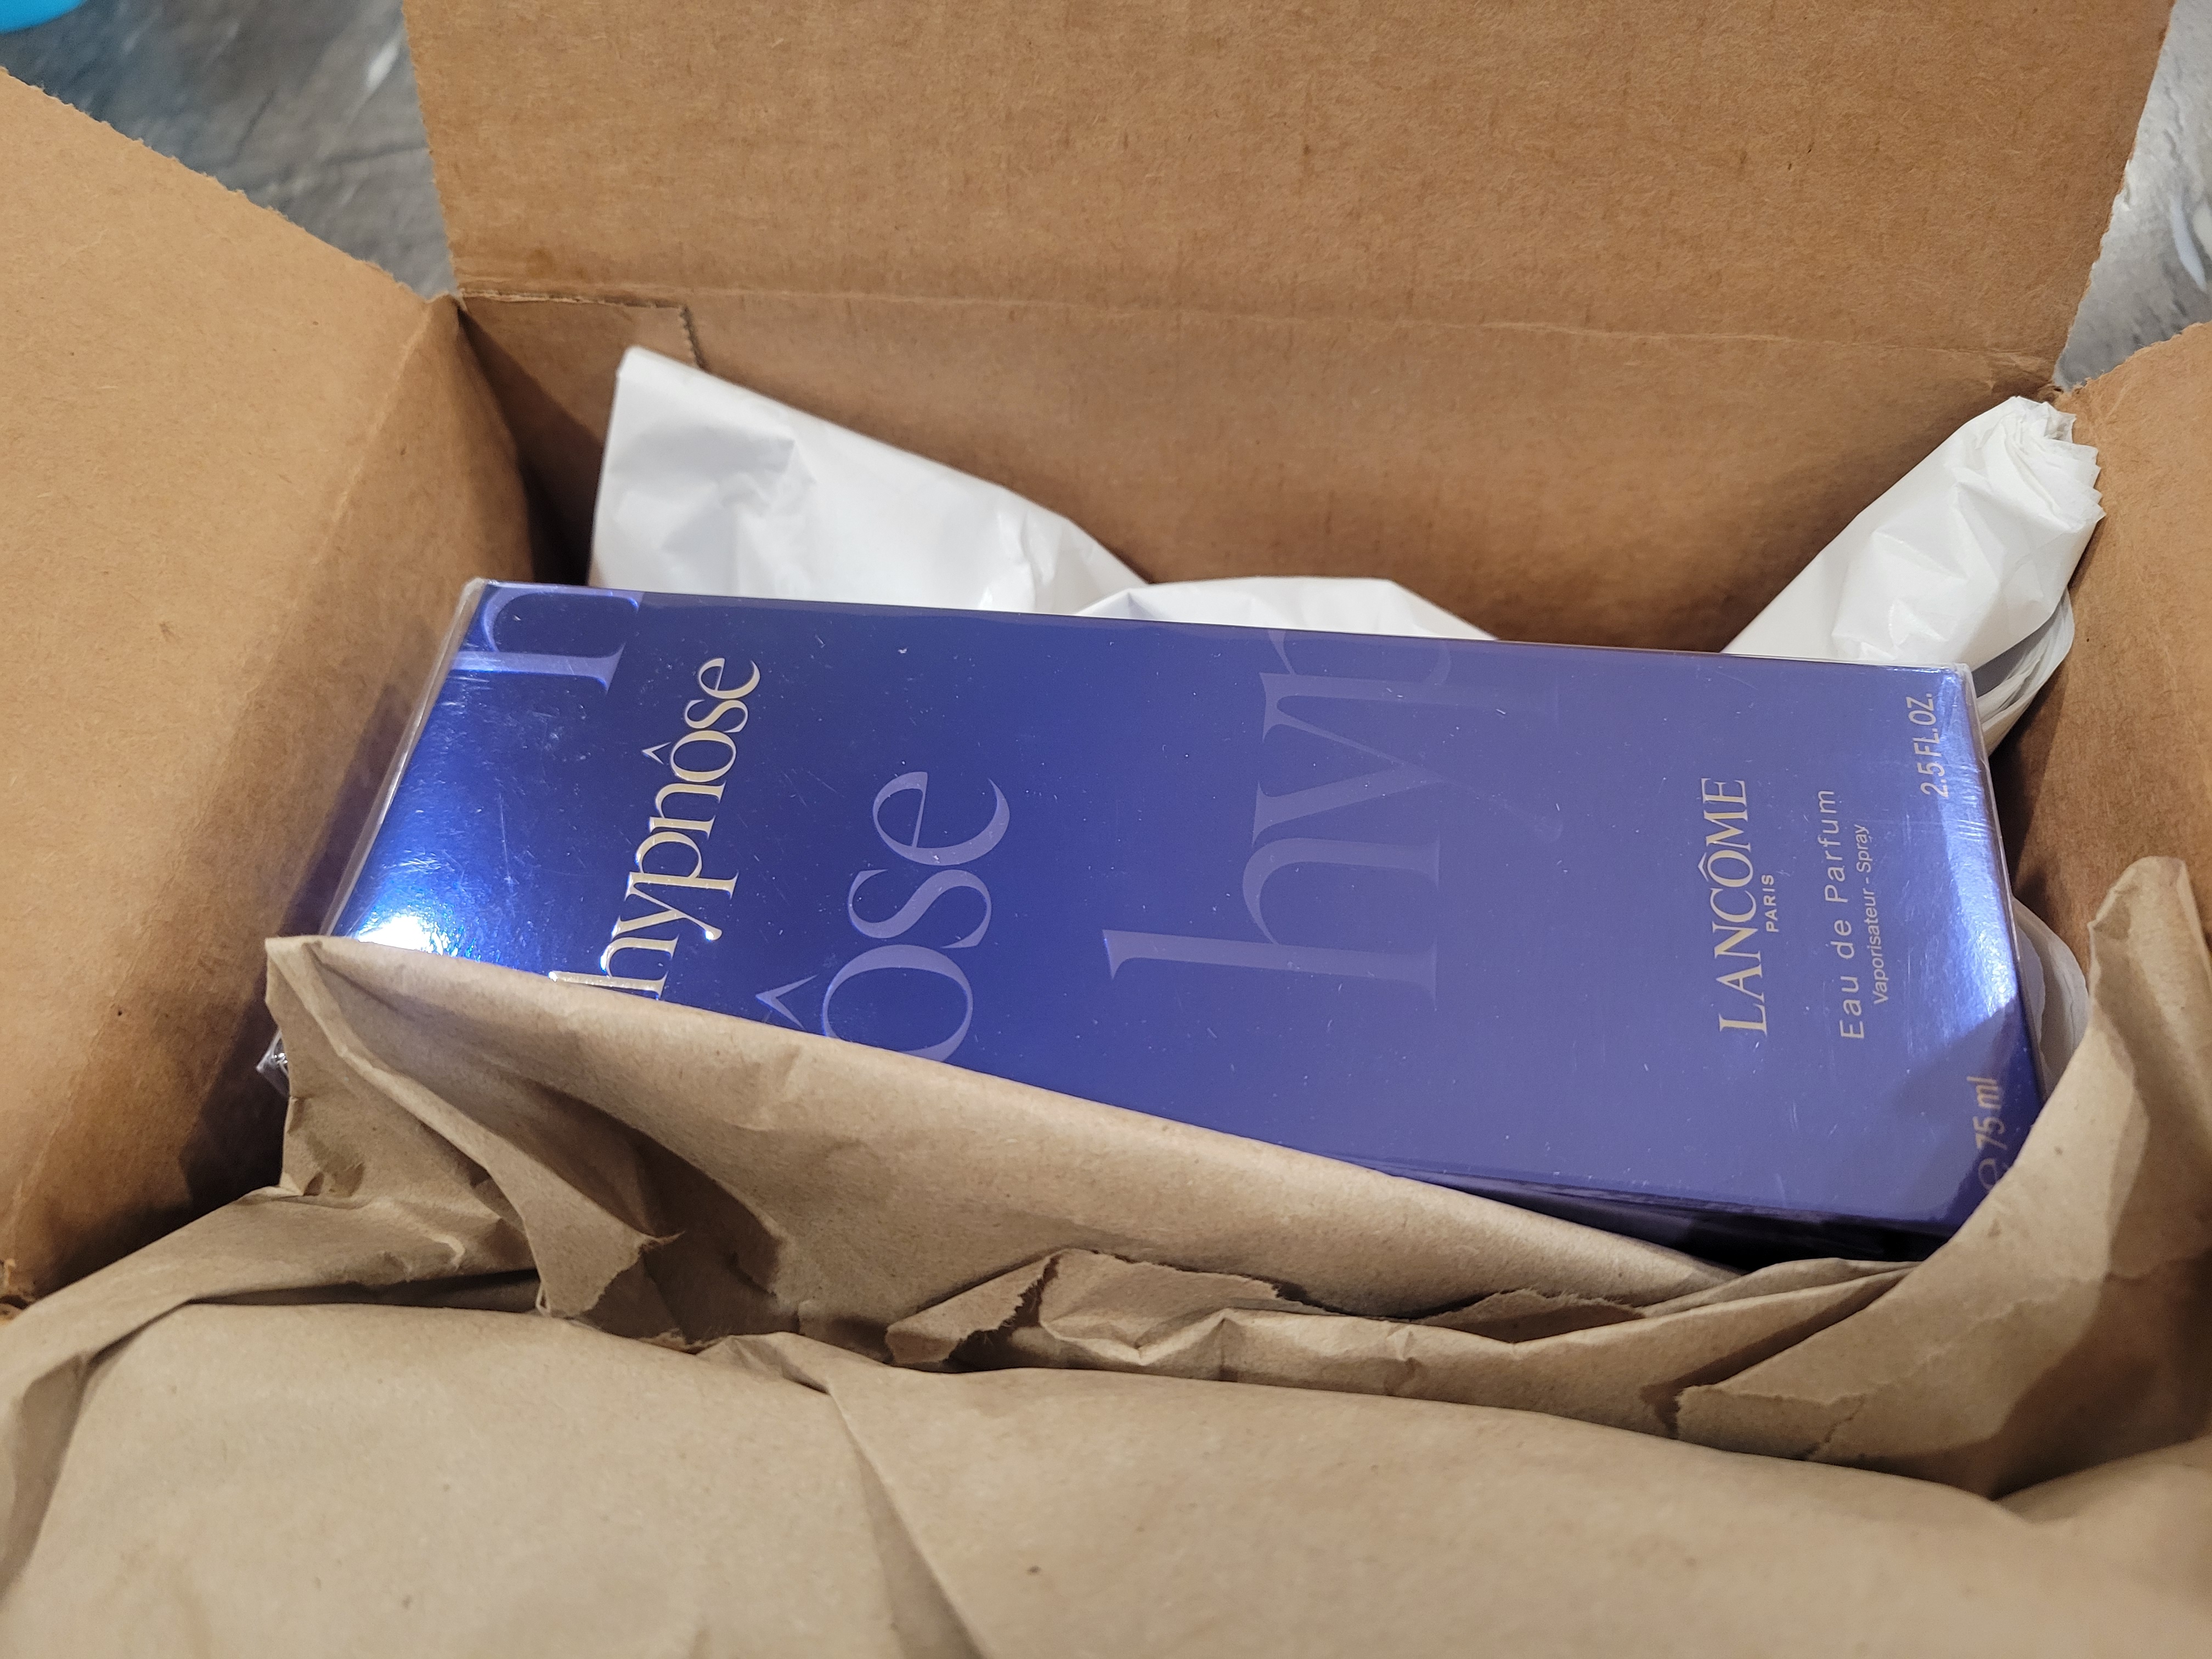 h
hypnôse
ôse
hyp
LANCÔME
PARIS
Eau de Parfum
Vaporisateur - Spray
℮ 75 ml
2.5 FL.OZ.